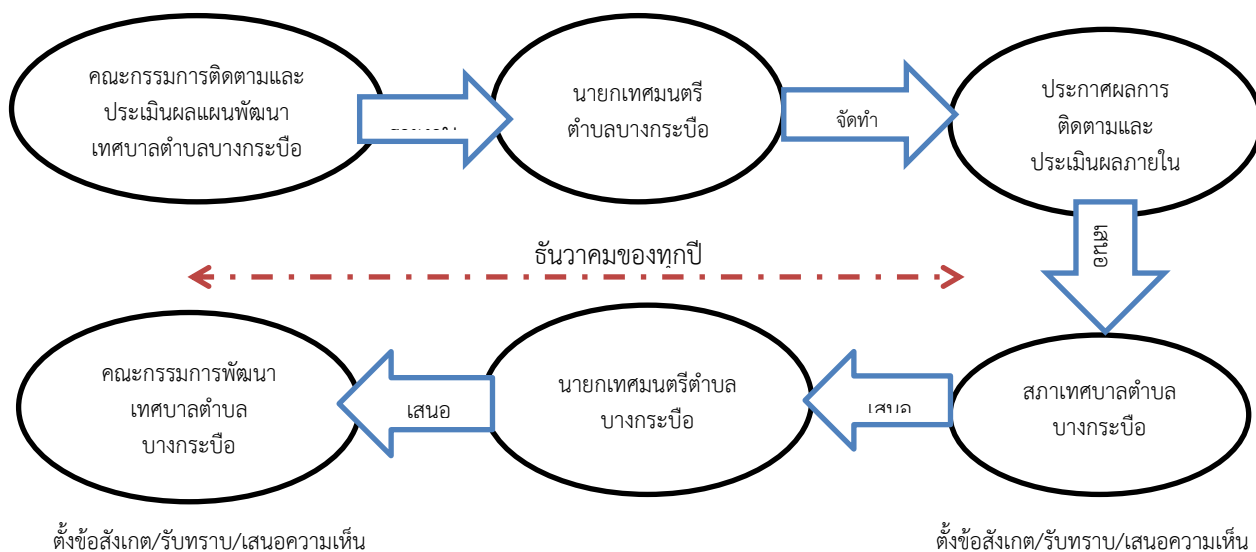 คณะกรรมการติดตามและ
ประเมินผลแผนพัฒนา
เทศบาลตำบลบางกระบือ
นายกเทศมนตรี
ตำบลบางกระบือ
จัดทำ
ประกาศผลการ
ติดตามและ
ประเมินผลภายใน
เสนอ
ธันวาคมของทุกปี
คณะกรรมการพัฒนา
เทศบาลตำบล
บางกระบือ
เสนอ
นายกเทศมนตรีตำบล
บางกระบือ
เสนอ
สภาเทศบาลตำบล
บางกระบือ
ตั้งข้อสังเกต/รับทราบ/เสนอความเห็น
ตั้งข้อสังเกต/รับทราบ/เสนอความเห็น